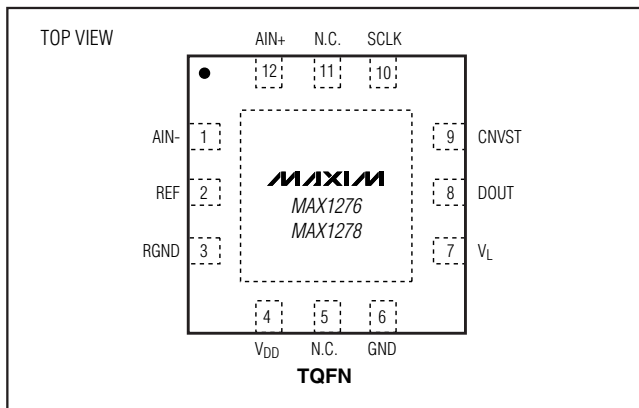 TOP VIEW
AIN+ N.C. SCLK
12 11 10
AIN- 1 9 CNVST
MAXIM
REF 2 MAX1276 8 DOUT
MAX1278
RGND 3 7 VL
4 5 6
VDD N.C. GND
TQFN